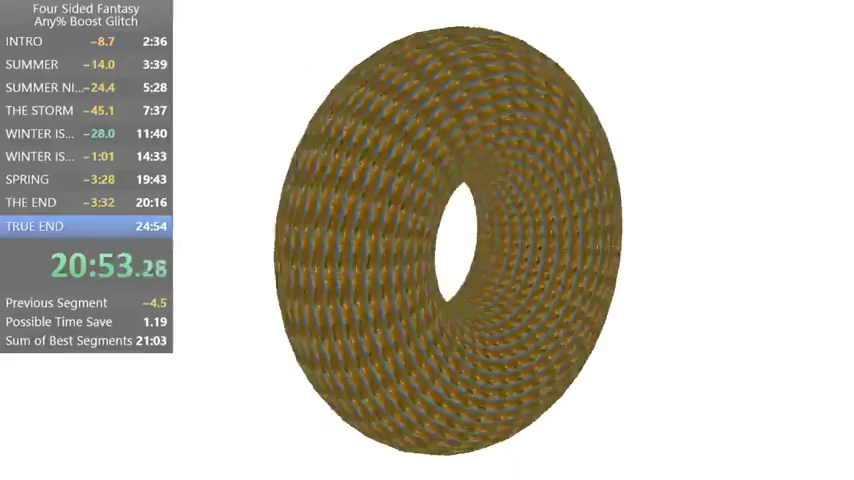 Four Sided Fantasy
Any% Boost Glitch
INTRO -8.7 2:36
SUMMER -14.0 3:39
SUMMER NI... -24.4 5:28
THE STORM -45.1 7:37
WINTER IS... -28.0 11:40
WINTER IS... -1:01 14:33
SPRING -3:28 19:43
THE END -3:32 20:16
TRUE END 24:54
20:53.28
Previous Segment -4.5
Possible Time Save 1.19
Sum of Best Segments 21:03